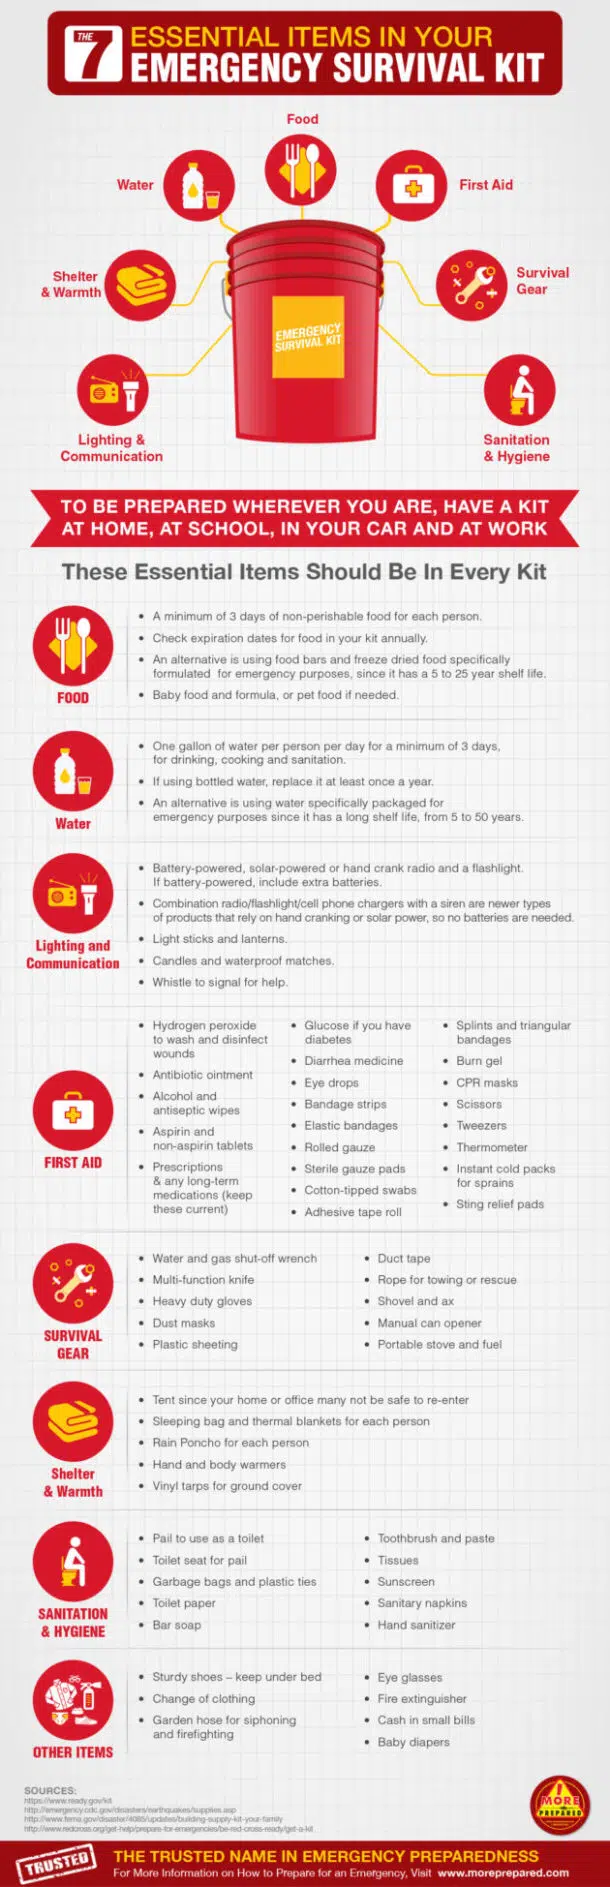 THE 7
ESSENTIAL ITEMS IN YOUR
EMERGENCY SURVIVAL KIT
Food
Water
First Aid
Shelter
& Warmth
Survival
Gear
EMERGENCY
SURVIVAL KIT
Lighting &
Communication
Sanitation
& Hygiene
TO BE PREPARED WHEREVER YOU ARE, HAVE A KIT
AT HOME, AT SCHOOL, IN YOUR CAR AND AT WORK
These Essential Items Should Be In Every Kit
FOOD
• A minimum of 3 days of non-perishable food for each person.
• Check expiration dates for food in your kit annually.
• An alternative is using food bars and freeze dried food specifically
formulated for emergency purposes, since it has a 5 to 25 year shelf life.
• Baby food and formula, or pet food if needed.
Water
• One gallon of water per person per day for a minimum of 3 days,
for drinking, cooking and sanitation.
• If using bottled water, replace it at least once a year.
• An alternative is using water specifically packaged for
emergency purposes since it has a long shelf life, from 5 to 50 years.
Lighting and
Communication
• Battery-powered, solar-powered or hand crank radio and a flashlight.
If battery-powered, include extra batteries.
• Combination radio/flashlight/cell phone chargers with a siren are newer types
of products that rely on hand cranking or solar power, so no batteries are needed.
• Light sticks and lanterns.
• Candles and waterproof matches.
• Whistle to signal for help.
FIRST AID
• Hydrogen peroxide
to wash and disinfect
wounds
• Antibiotic ointment
• Alcohol and
antiseptic wipes
• Aspirin and
non-aspirin tablets
• Prescriptions
& any long-term
medications (keep
these current)
• Glucose if you have
diabetes
• Diarrhea medicine
• Eye drops
• Bandage strips
• Elastic bandages
• Rolled gauze
• Sterile gauze pads
• Cotton-tipped swabs
• Adhesive tape roll
• Splints and triangular
bandages
• Burn gel
• CPR masks
• Scissors
• Tweezers
• Thermometer
• Instant cold packs
for sprains
• Sting relief pads
SURVIVAL
GEAR
• Water and gas shut-off wrench
• Multi-function knife
• Heavy duty gloves
• Dust masks
• Plastic sheeting
• Duct tape
• Rope for towing or rescue
• Shovel and ax
• Manual can opener
• Portable stove and fuel
Shelter
& Warmth
• Tent since your home or office many not be safe to re-enter
• Sleeping bag and thermal blankets for each person
• Rain Poncho for each person
• Hand and body warmers
• Vinyl tarps for ground cover
SANITATION
& HYGIENE
• Pail to use as a toilet
• Toilet seat for pail
• Garbage bags and plastic ties
• Toilet paper
• Bar soap
• Toothbrush and paste
• Tissues
• Sunscreen
• Sanitary napkins
• Hand sanitizer
OTHER ITEMS
• Sturdy shoes – keep under bed
• Change of clothing
• Garden hose for siphoning
and firefighting
• Eye glasses
• Fire extinguisher
• Cash in small bills
• Baby diapers
SOURCES:
https://www.ready.gov/kit
http://emergency.cdc.gov/disasters/earthquakes/supplies.asp
http://www.fema.gov/disaster/4085/updates/building-supply-kit-your-family
http://www.redcross.org/get-help/prepare-for-emergencies/be-red-cross-ready/get-a-kit
MORE
PREPARED
TRUSTED
THE TRUSTED NAME IN EMERGENCY PREPAREDNESS
For More Information on How to Prepare for an Emergency, Visit www.moreprepared.com